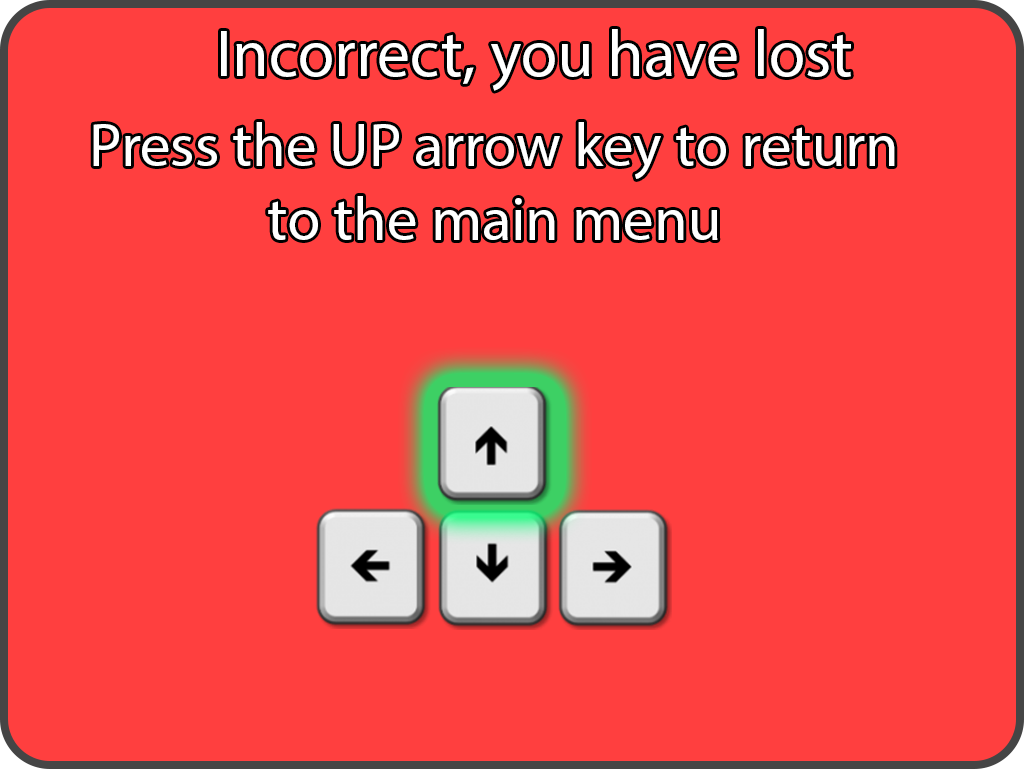 Incorrect, you have lost
Press the UP arrow key to return
to the main menu